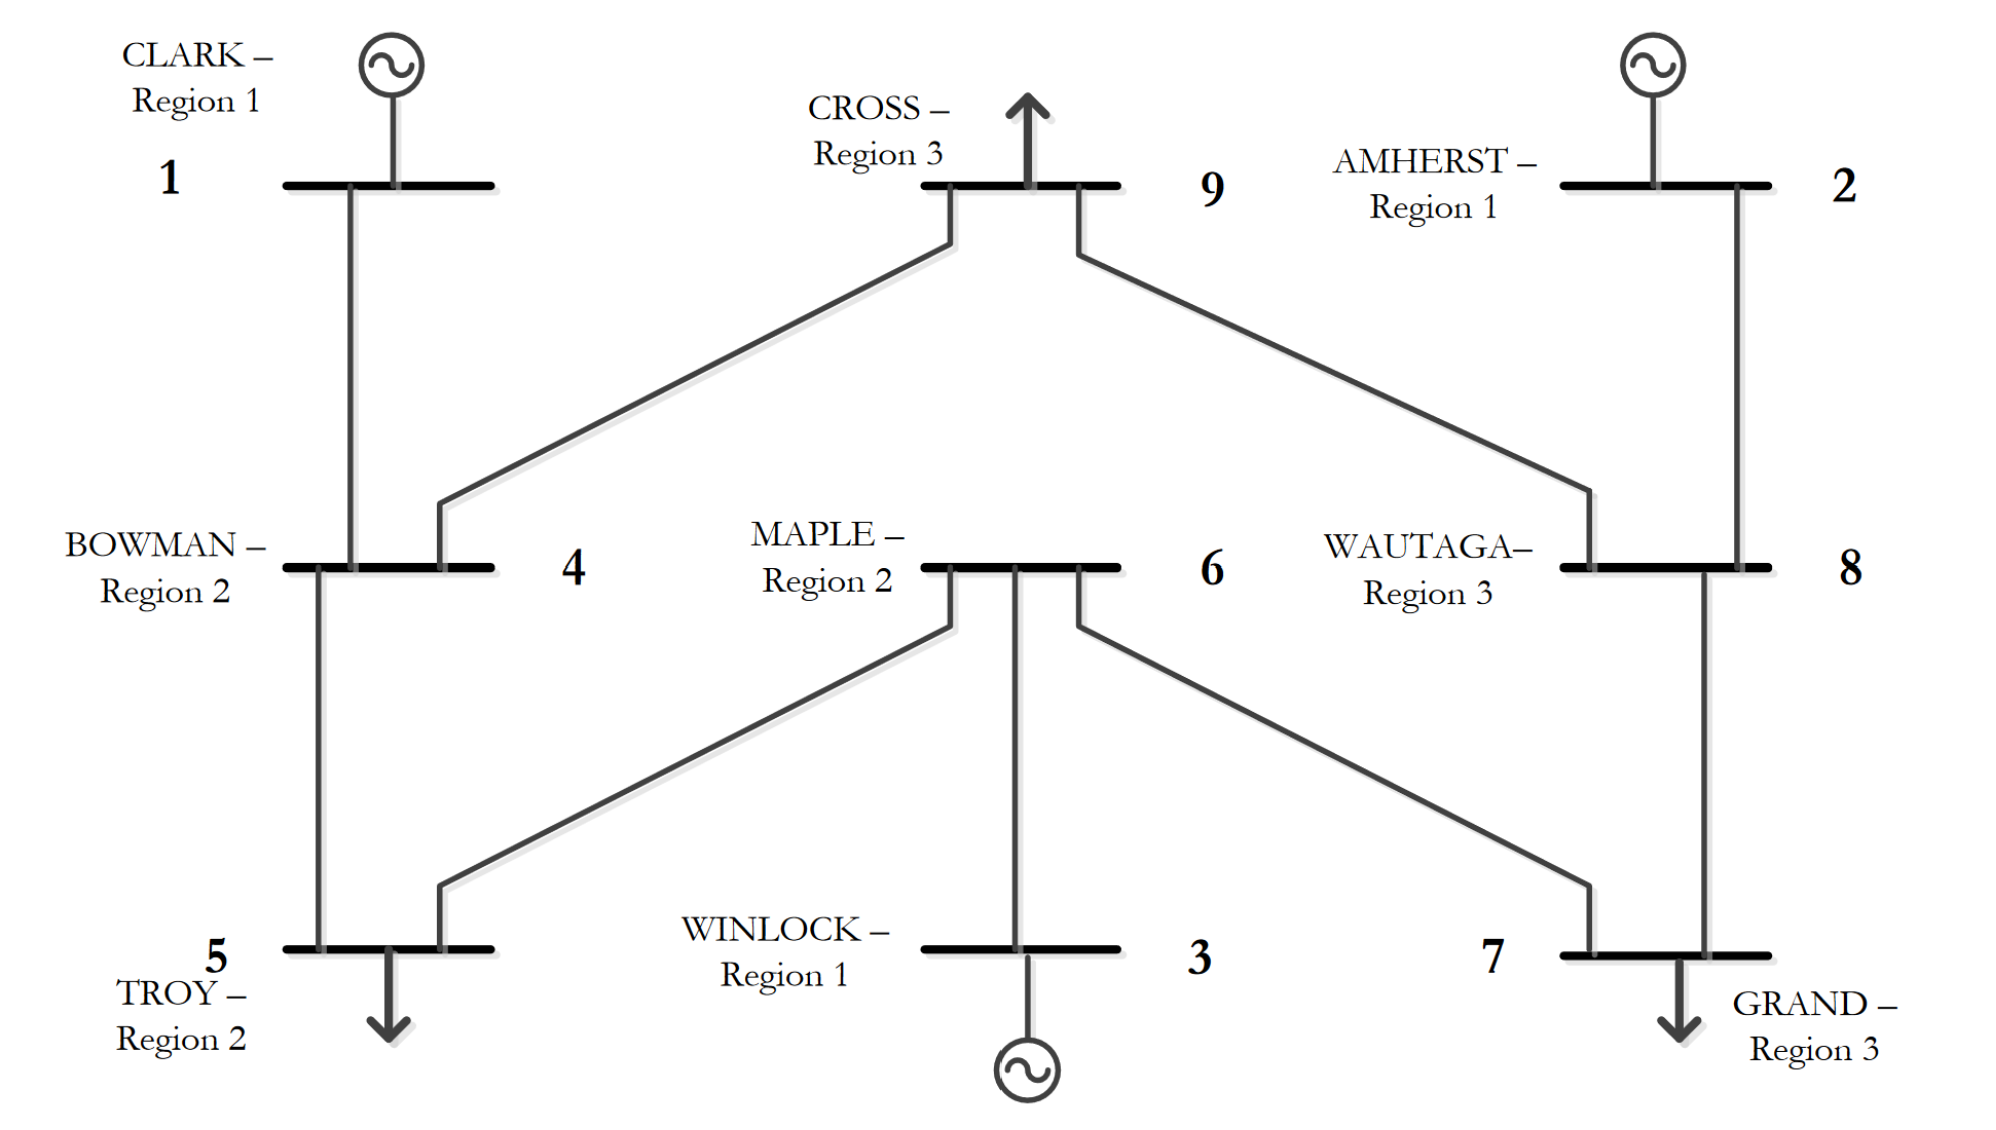 CLARK –
Region 1
1
CROSS –
Region 3
9
AMHERST –
Region 1
2
BOWMAN –
Region 2
4
MAPLE –
Region 2
6
WAUTAGA–
Region 3
8
5
TROY –
Region 2
WINLOCK –
Region 1
3
7
GRAND –
Region 3